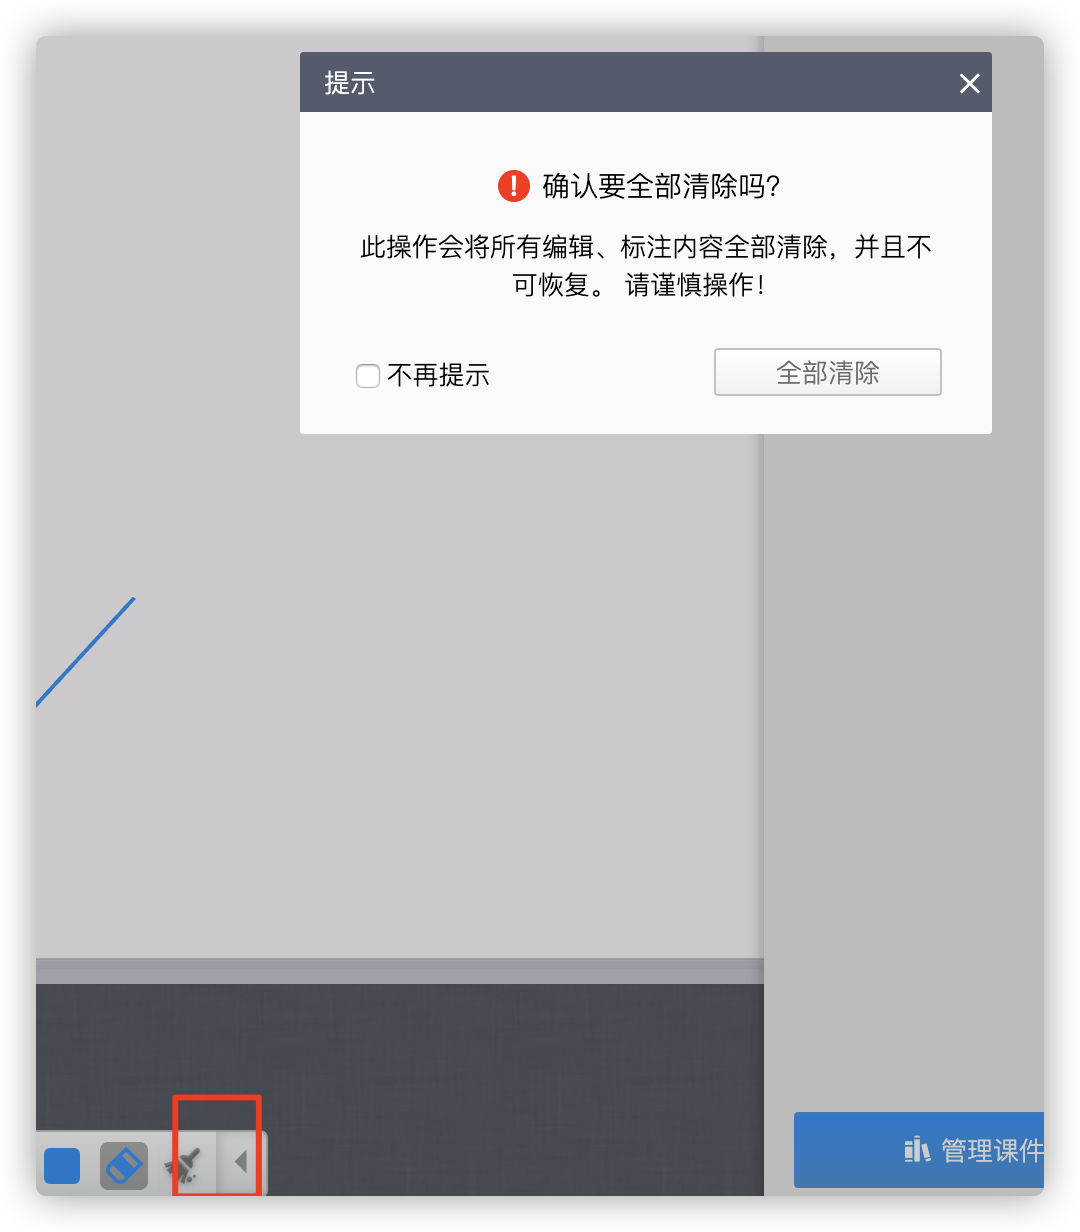 提示
确认要全部清除吗？
此操作会将所有编辑、标注内容全部清除，并且不
可恢复。 请谨慎操作！
不再提示
全部清除
管理课件